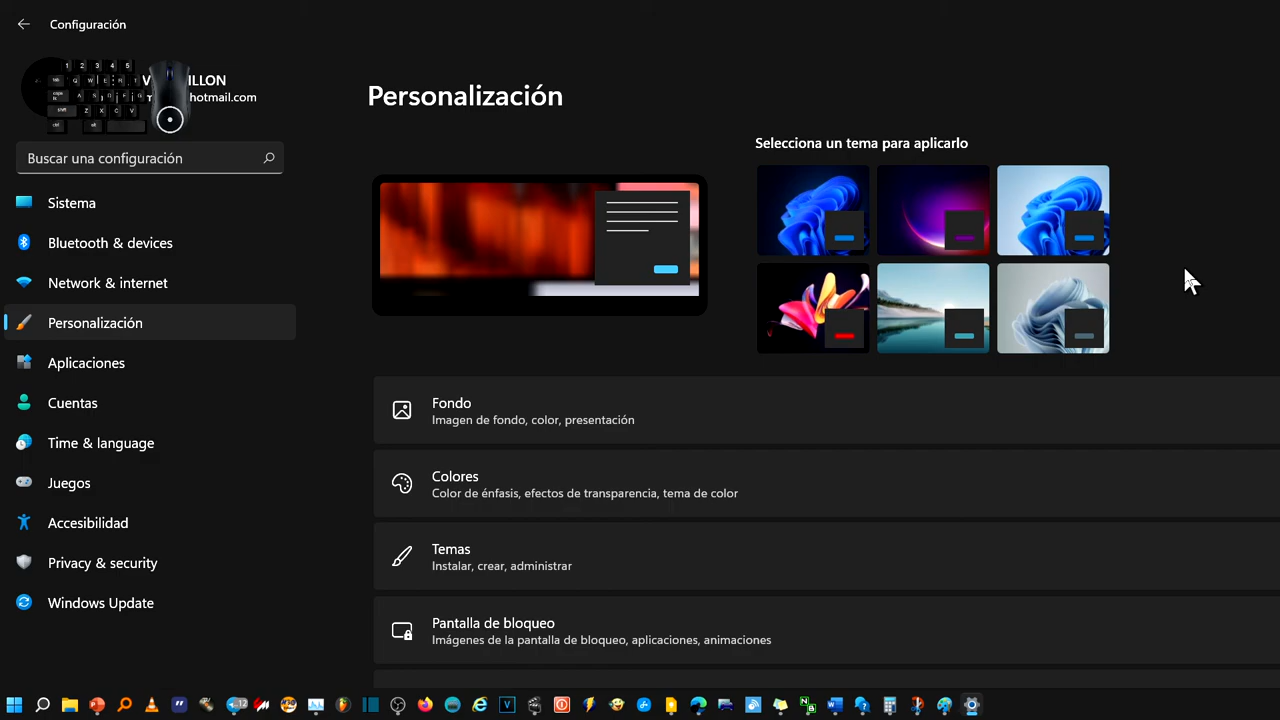 Configuración
ILLON
hotmail.com
Buscar una configuración
Sistema
Bluetooth & devices
Network & internet
Personalización
Aplicaciones
Cuentas
Time & language
Juegos
Accesibilidad
Privacy & security
Windows Update
Personalización
Selecciona un tema para aplicarlo
Fondo
Imagen de fondo, color, presentación
Colores
Color de énfasis, efectos de transparencia, tema de color
Temas
Instalar, crear, administrar
Pantalla de bloqueo
Imágenes de la pantalla de bloqueo, aplicaciones, animaciones